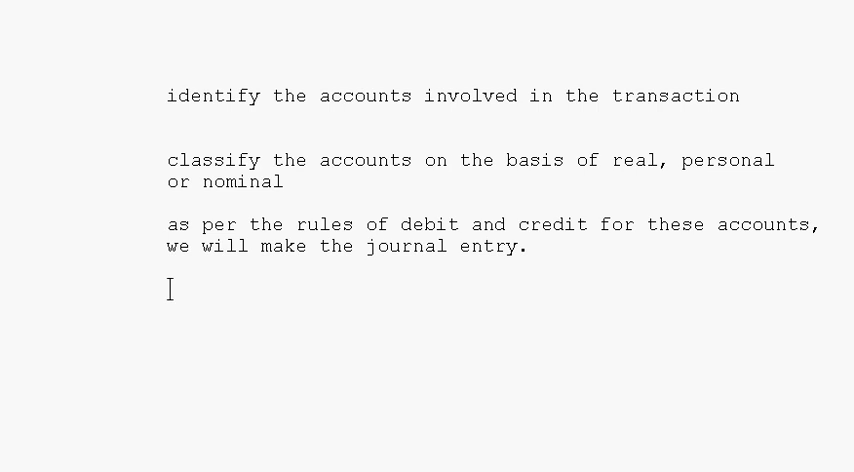 identify the accounts involved in the transaction
classify the accounts on the basis of real, personal
or nominal
as per the rules of debit and credit for these accounts,
we will make the journal entry.